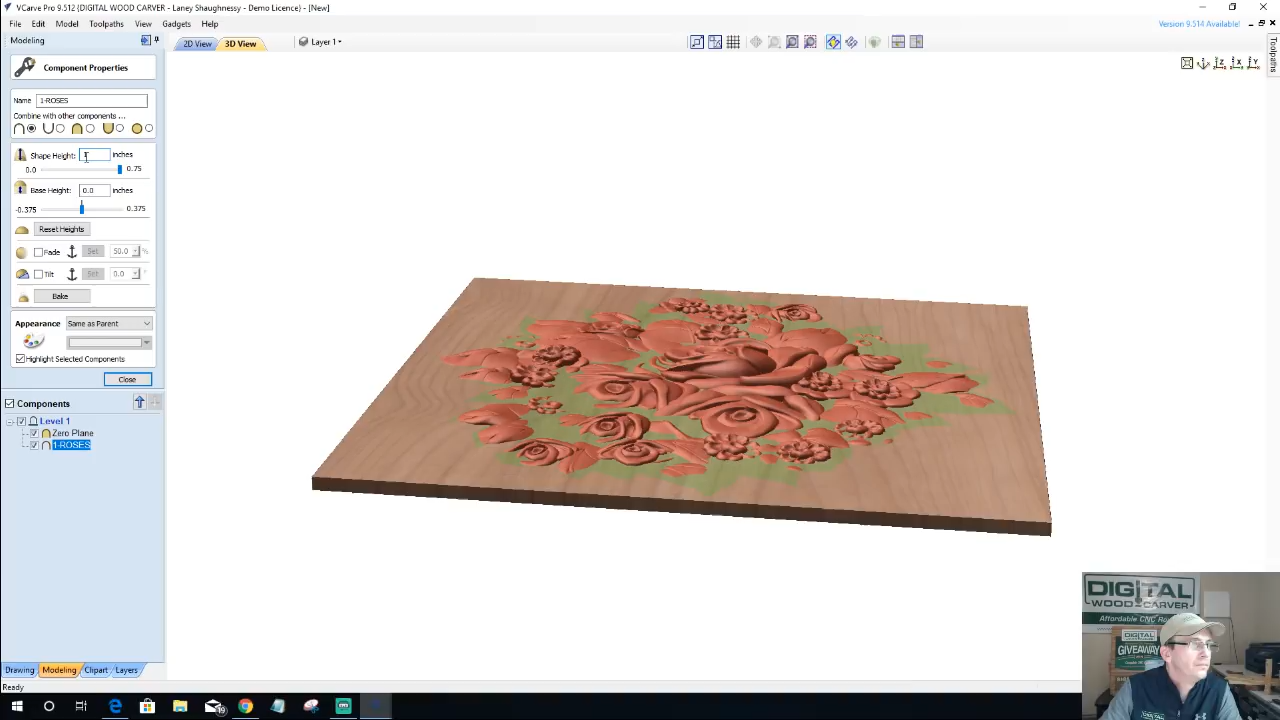 VCarve Pro 9.512 (DIGITAL WOOD CARVER - Laney Shaughnessy - Demo Licence) - [New]
File Edit Model Toolpaths View Gadgets Help
Version 9.514 Available!
Modeling
2D View 3D View Layer 1
Toolpaths
Component Properties
Name 1-ROSES
Combine with other components ...
Shape Height: inches
0.0 0.75
Base Height: 0.0 inches
-0.375 0.375
Reset Heights
Fade Set 50.0 %
Tilt Set 0.0 °
Bake
Appearance Same as Parent
Highlight Selected Components
Close
Components
Level 1
Zero Plane
1-ROSES
Drawing Modeling Clipart Layers
Ready
DIGITAL
WOOD CARVER
Affordable CNC Ro
DIGITAL
GIVEAWAY
19